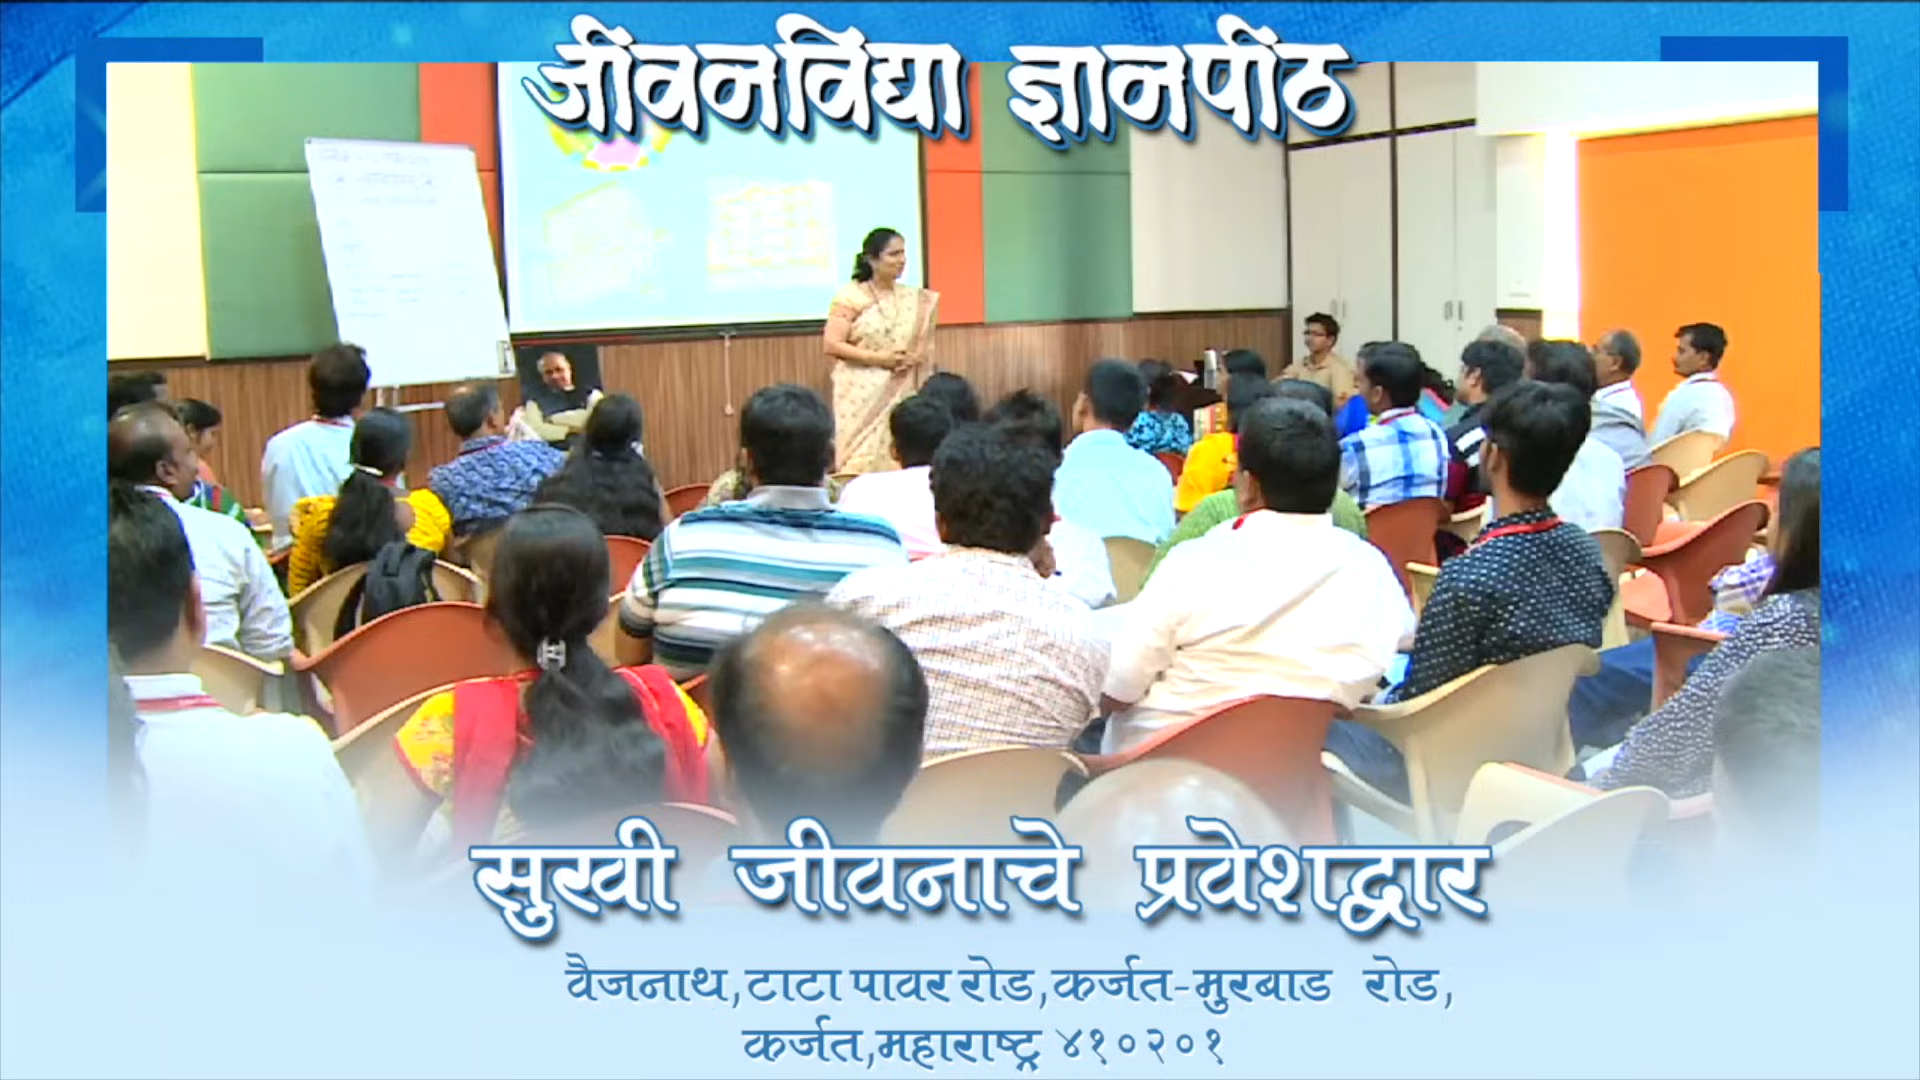 जीवनविद्या ज्ञानपीठ
सुखी जीवनाचे प्रवेशद्वार
वैजनाथ,टाटा पावर रोड,कर्जत-मुरबाड रोड,
कर्जत,महाराष्ट्र ४१०२०१